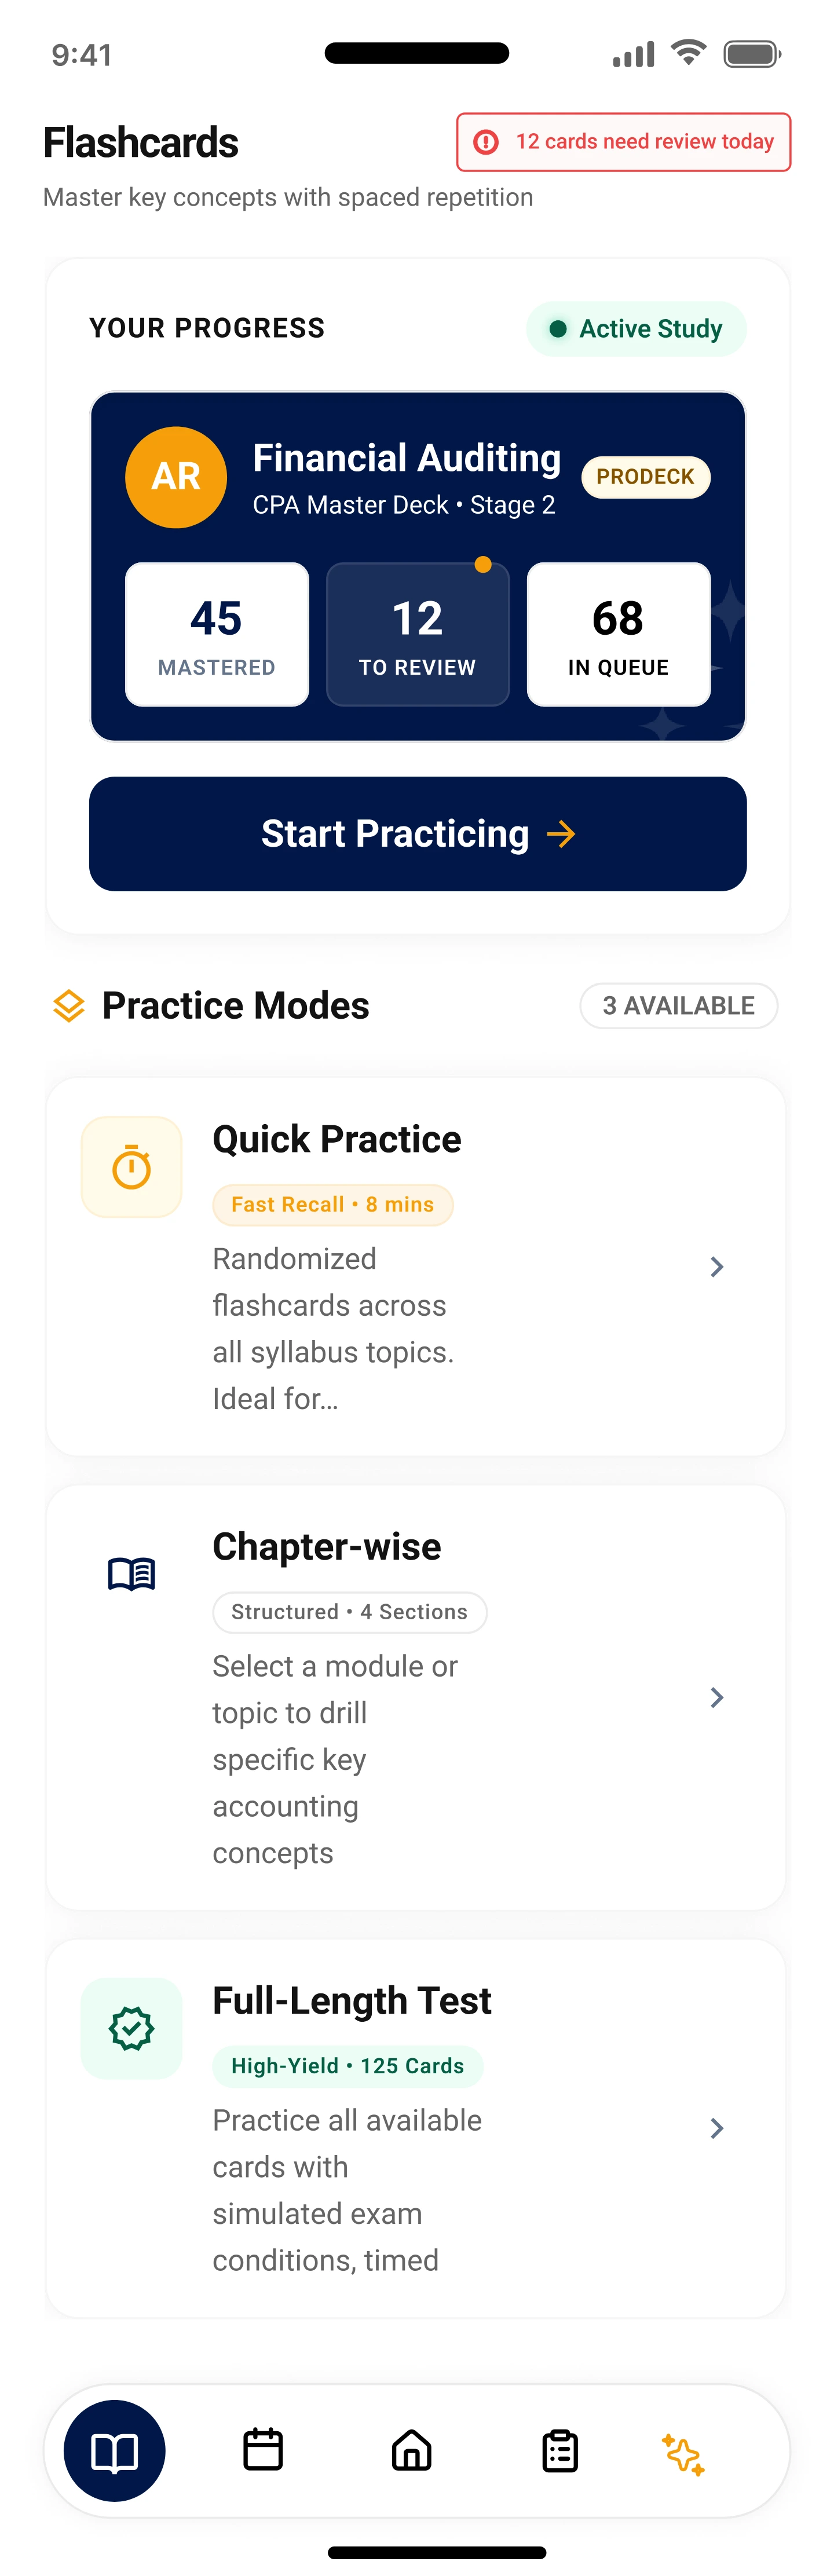 9:41
Flashcards
12 cards need review today
Master key concepts with spaced repetition
YOUR PROGRESS
Active Study
AR
Financial Auditing
CPA Master Deck • Stage 2
PRODECK
45
MASTERED
12
TO REVIEW
68
IN QUEUE
Start Practicing →
Practice Modes
3 AVAILABLE
Quick Practice
Fast Recall • 8 mins
Randomized
flashcards across
all syllabus topics.
Ideal for...
Chapter-wise
Structured • 4 Sections
Select a module or
topic to drill
specific key
accounting
concepts
Full-Length Test
High-Yield • 125 Cards
Practice all available
cards with
simulated exam
conditions, timed